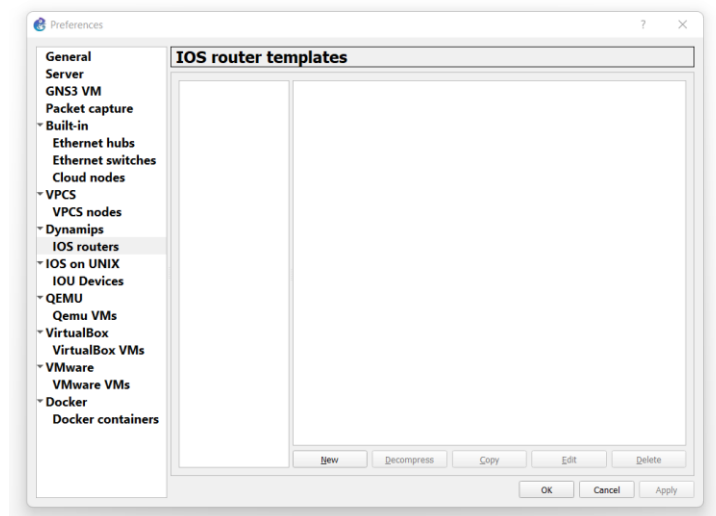 Preferences
?
General
Server
GNS3 VM
Packet capture
Built-in
Ethernet hubs
Ethernet switches
Cloud nodes
VPCS
VPCS nodes
Dynamips
IOS routers
IOS on UNIX
IOU Devices
QEMU
Qemu VMs
VirtualBox
VirtualBox VMs
VMware
VMware VMs
Docker
Docker containers
IOS router templates
New Decompress Copy Edit Delete
OK Cancel Apply